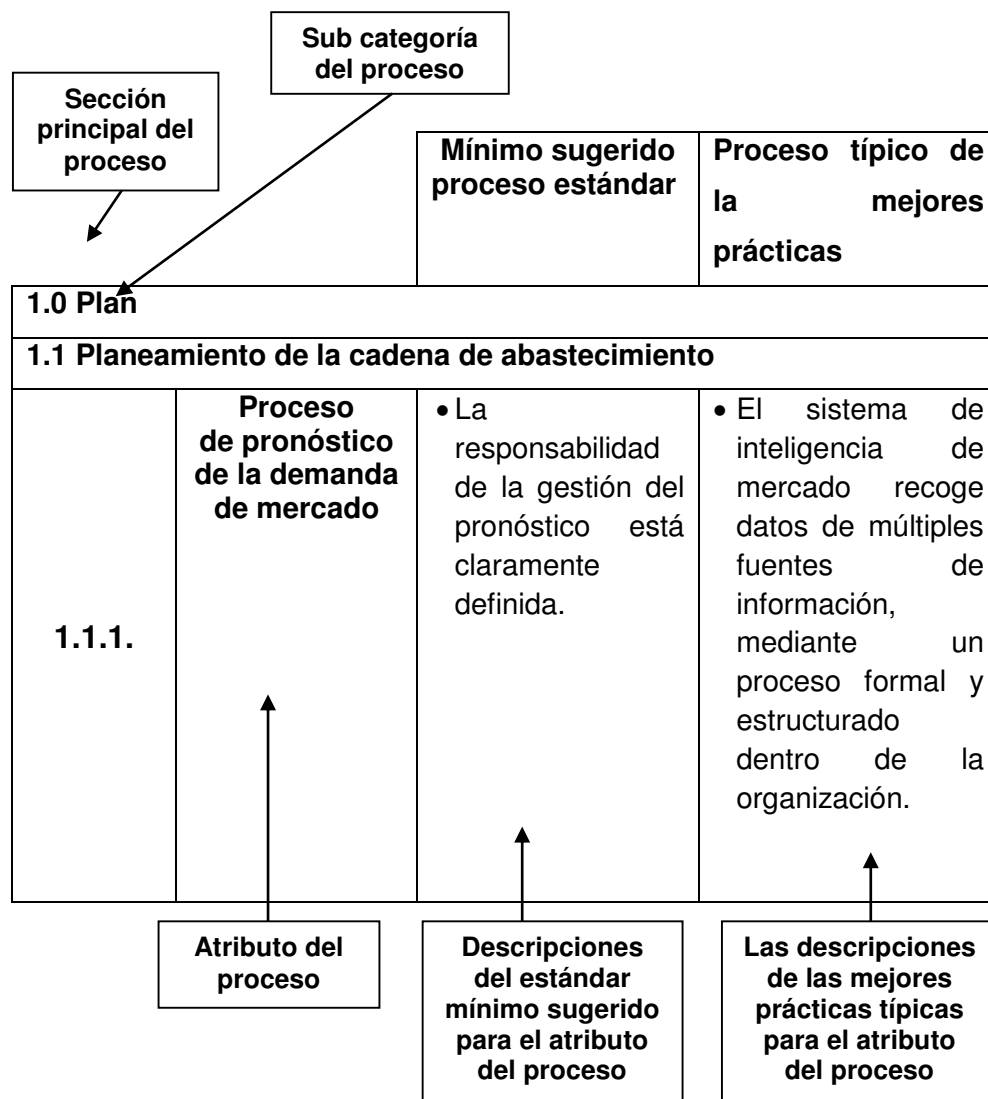 Sub categoría
del proceso
Sección
principal del
proceso
Mínimo sugerido
proceso estándar
Proceso típico de
la mejores
prácticas
1.0 Plan
1.1 Planeamiento de la cadena de abastecimiento
1.1.1.
Proceso
de pronóstico
de la demanda
de mercado
• La
responsabilidad
de la gestión del
pronóstico está
claramente
definida.
• El sistema de
inteligencia de
mercado recoge
datos de múltiples
fuentes de
información,
mediante un
proceso formal y
estructurado
dentro de la
organización.
Atributo del
proceso
Descripciones
del estándar
mínimo sugerido
para el atributo
del proceso
Las descripciones
de las mejores
prácticas típicas
para el atributo
del proceso